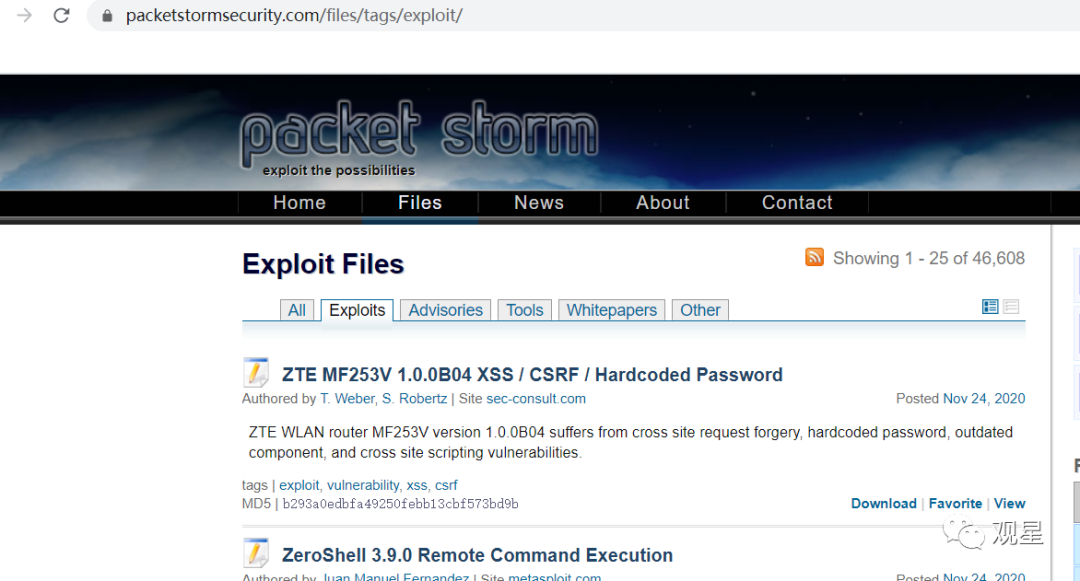 packetstormsecurity.com/files/tags/exploit/
packet storm
exploit the possibilities
Home Files News About Contact
Exploit Files
Showing 1 - 25 of 46,608
All Exploits Advisories Tools Whitepapers Other
ZTE MF253V 1.0.0B04 XSS / CSRF / Hardcoded Password
Authored by T. Weber, S. Robertz | Site sec-consult.com Posted Nov 24, 2020
ZTE WLAN router MF253V version 1.0.0B04 suffers from cross site request forgery, hardcoded password, outdated
component, and cross site scripting vulnerabilities.
tags | exploit, vulnerability, xss, csrf
MD5 | b293a0edbfa49250febb13cbf573bd9b
Download | Favorite | View
观星
ZeroShell 3.9.0 Remote Command Execution
Authored by Juan Manuel Fernandez | Site metasploit.com Posted Nov 24, 2020